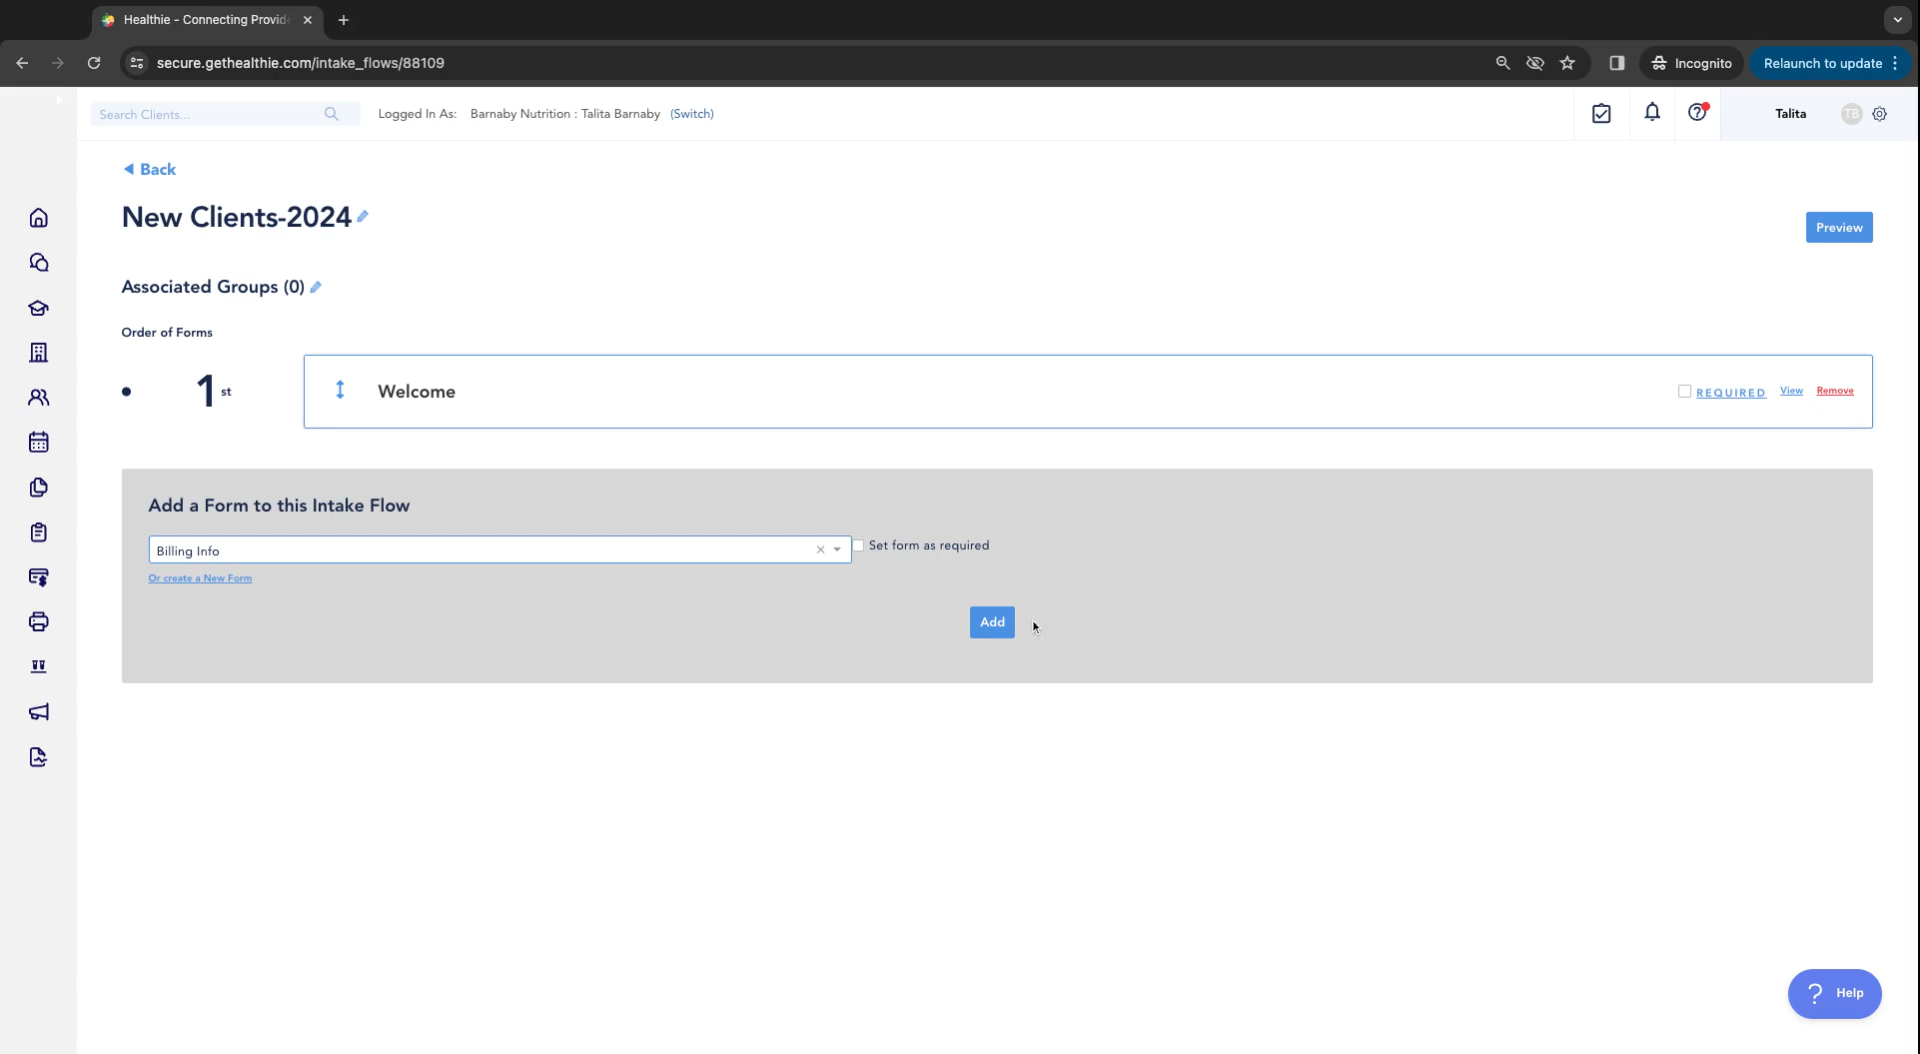 Healthie - Connecting Provid
secure.gethealthie.com/intake_flows/88109
Incognito
Relaunch to update
Search Clients...
Logged In As: Barnaby Nutrition : Talita Barnaby (Switch)
Talita
TB
Back
New Clients-2024
Preview
Associated Groups (0)
Order of Forms
1st
Welcome
REQUIRED
View
Remove
Add a Form to this Intake Flow
Billing Info
Set form as required
Or create a New Form
Add
? Help